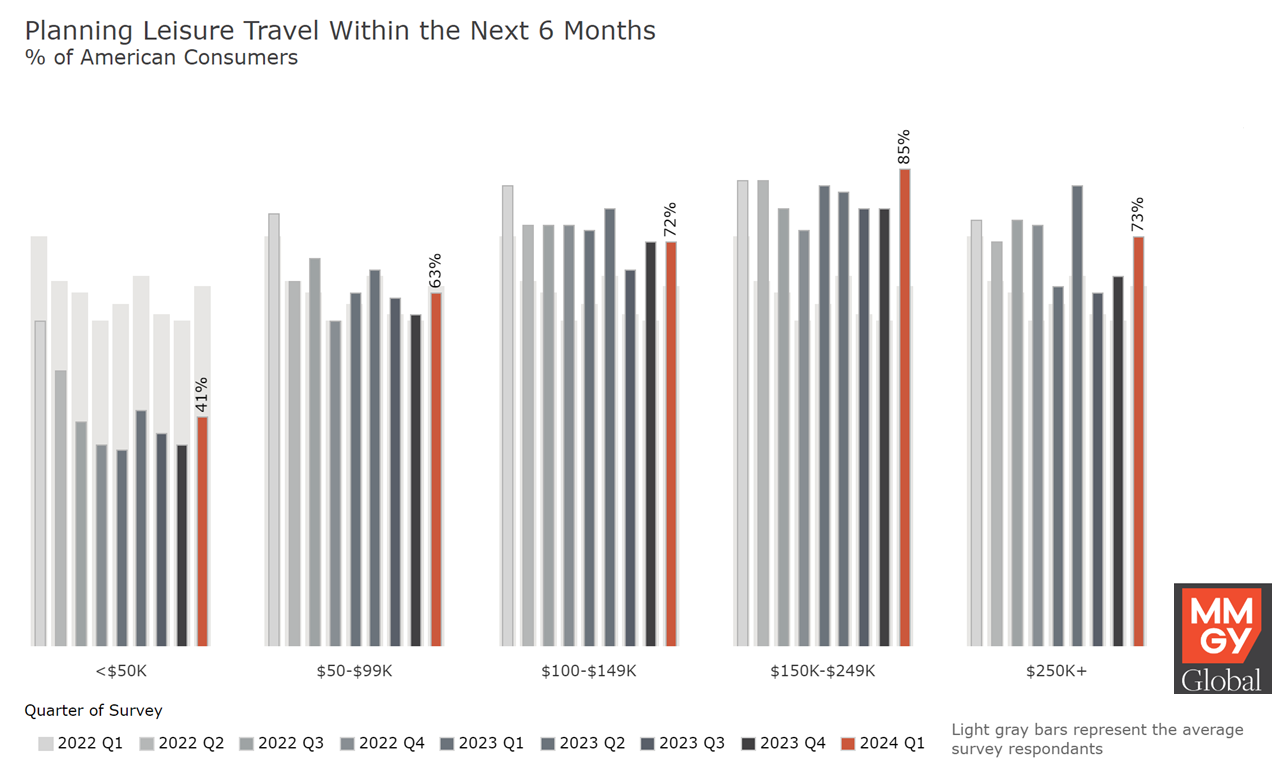 Planning Leisure Travel Within the Next 6 Months
% of American Consumers
41%
63%
72%
85%
73%
<$50K
$50-$99K
$100-$149K
$150K-$249K
$250K+
MM
GY
Global
Quarter of Survey
2022 Q1
2022 Q2
2022 Q3
2022 Q4
2023 Q1
2023 Q2
2023 Q3
2023 Q4
2024 Q1
Light gray bars represent the average
survey respondants